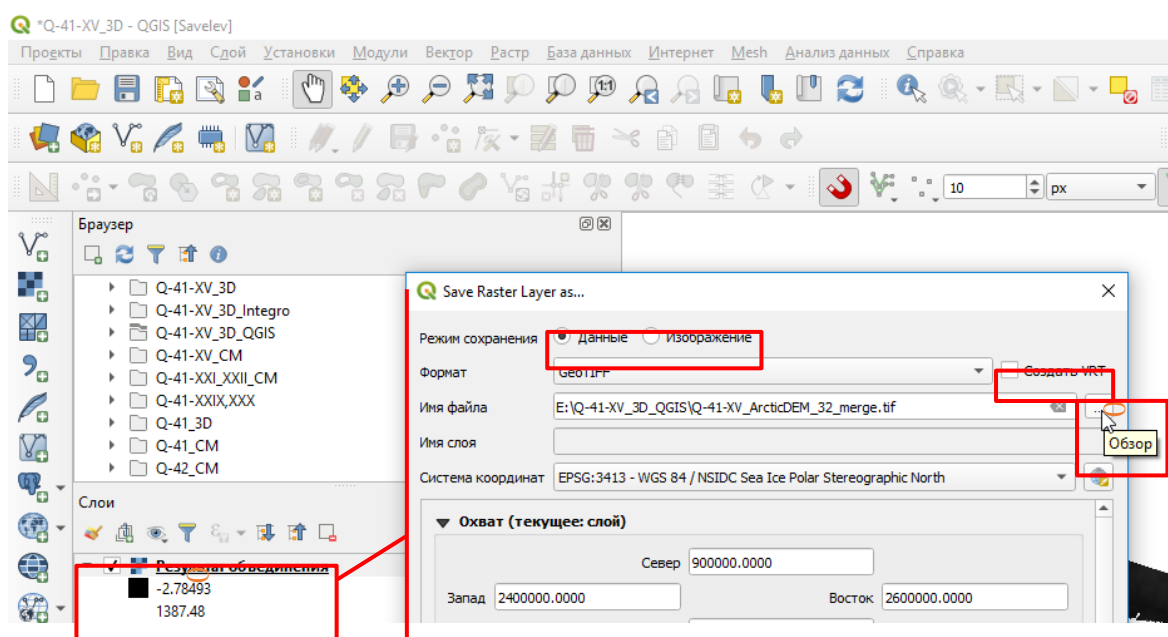 *Q-41-XV_3D - QGIS [Savelev]
Проекты Правка Вид Слой Установки Модули Вектор Растр База данных Интернет Mesh Анализ данных Справка
1:1
a
10 px
Браузер
Q-41-XV_3D
Q-41-XV_3D_Integro
Q-41-XV_3D_QGIS
Q-41-XV_CM
Q-41-XXI_XXII_CM
Q-41-XXIX,XXX
Q-41_3D
Q-41_CM
Q-42_CM
Слои
Результат объединения
-2.78493
1387.48
Save Raster Layer as...
Режим сохранения Данные Изображение
Формат GeoTIFF Создать VRT
Имя файла E:\Q-41-XV_3D_QGIS\Q-41-XV_ArcticDEM_32_merge.tif ...
Обзор
Имя слоя
Система координат EPSG:3413 - WGS 84 / NSIDC Sea Ice Polar Stereographic North
Охват (текущее: слой)
Север 900000.0000
Запад 2400000.0000 Восток 2600000.0000